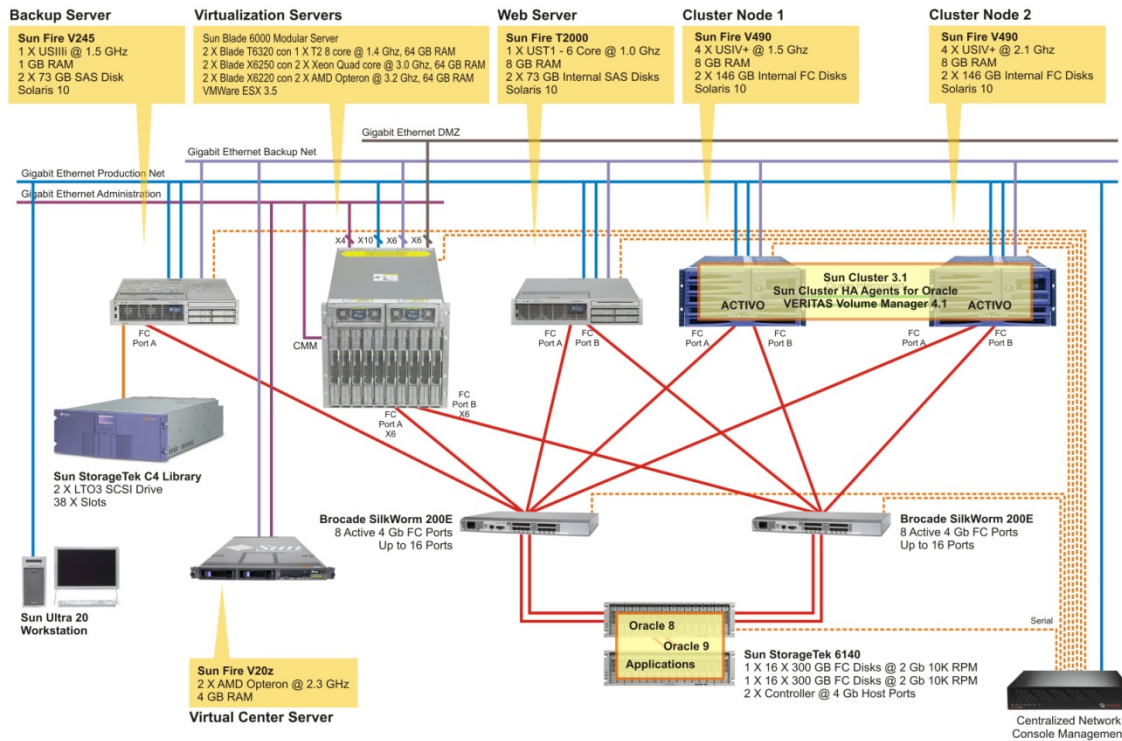 Backup Server
Sun Fire V245
1 X USIIIi @ 1.5 GHz
1 GB RAM
2 X 73 GB SAS Disk
Solaris 10
Virtualization Servers
Sun Blade 6000 Modular Server
2 X Blade T6320 con 1 X T2 8 core @ 1.4 Ghz, 64 GB RAM
2 X Blade X6250 con 2 X Xeon Quad core @ 3.0 Ghz, 64 GB RAM
2 X Blade X6220 con 2 X AMD Opteron @ 3.2 Ghz, 64 GB RAM
VMWare ESX 3.5
Web Server
Sun Fire T2000
1 X UST1 - 6 Core @ 1.0 Ghz
8 GB RAM
2 X 73 GB Internal SAS Disks
Solaris 10
Cluster Node 1
Sun Fire V490
4 X USIV+ @ 1.5 Ghz
8 GB RAM
2 X 146 GB Internal FC Disks
Solaris 10
Cluster Node 2
Sun Fire V490
4 X USIV+ @ 2.1 Ghz
8 GB RAM
2 X 146 GB Internal FC Disks
Solaris 10
Gigabit Ethernet DMZ
Gigabit Ethernet Backup Net
Gigabit Ethernet Production Net
Gigabit Ethernet Administration
X4 X10 X6 X6
Sun Cluster 3.1
Sun Cluster HA Agents for Oracle
VERITAS Volume Manager 4.1
ACTIVO
ACTIVO
FC
Port A
CMM
FC
Port A
X6
FC
Port B
X6
FC
Port A
FC
Port B
FC
Port A
FC
Port B
FC
Port A
FC
Port B
Sun StorageTek C4 Library
2 X LTO3 SCSI Drive
38 X Slots
Brocade SilkWorm 200E
8 Active 4 Gb FC Ports
Up to 16 Ports
Brocade SilkWorm 200E
8 Active 4 Gb FC Ports
Up to 16 Ports
Sun
Sun Ultra 20
Workstation
Sun Fire V20z
2 X AMD Opteron @ 2.3 GHz
4 GB RAM
Virtual Center Server
Oracle 8
Oracle 9
Applications
Sun StorageTek 6140
1 X 16 X 300 GB FC Disks @ 2 Gb 10K RPM
1 X 16 X 300 GB FC Disks @ 2 Gb 10K RPM
2 X Controller @ 4 Gb Host Ports
Serial
Centralized Network
Console Management